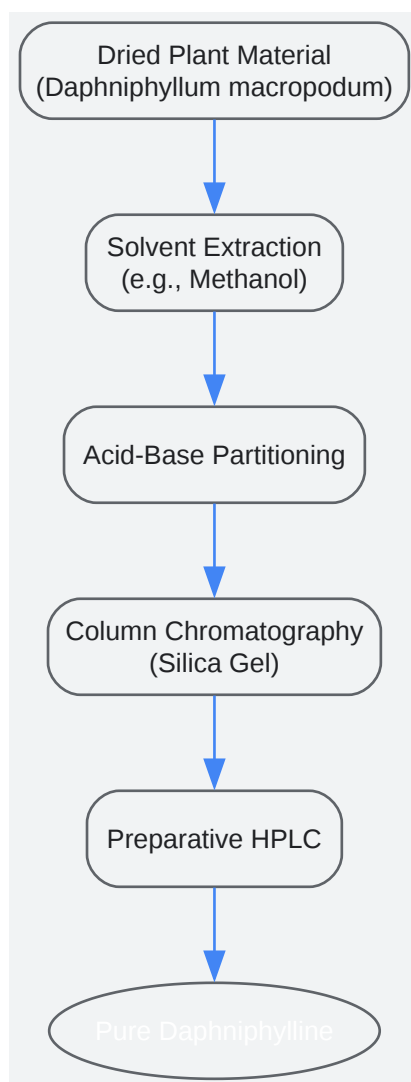 Dried Plant Material
(Daphniphyllum macropodum)
Solvent Extraction
(e.g., Methanol)
Acid-Base Partitioning
Column Chromatography
(Silica Gel)
Preparative HPLC
Pure Daphniphylline